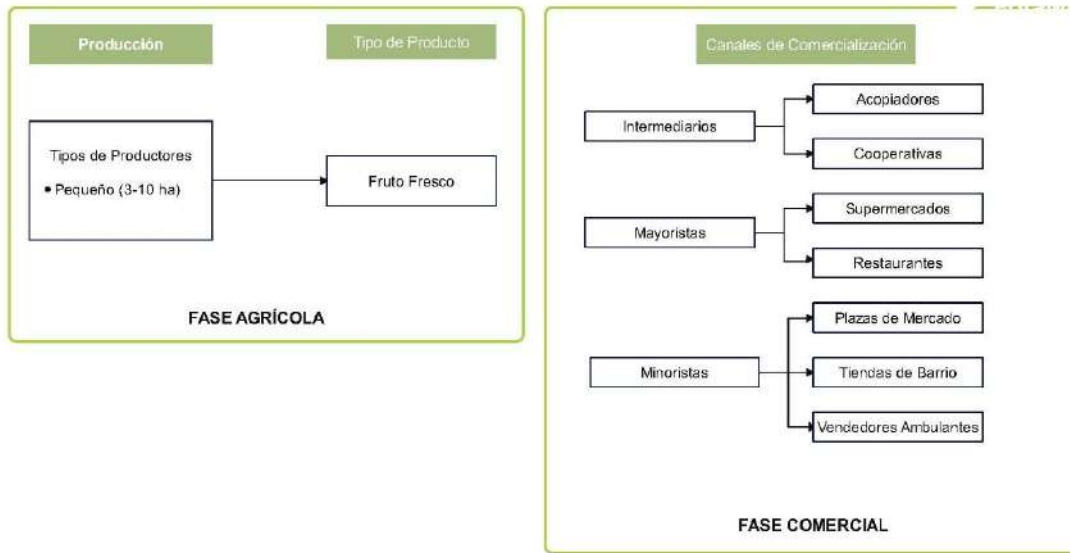 Producción
Tipo de Producto
Tipos de Productores
• Pequeño (3-10 ha)
Fruto Fresco
FASE AGRÍCOLA
Canales de Comercialización
Intermediarios
Acopiadores
Cooperativas
Mayoristas
Supermercados
Restaurantes
Minoristas
Plazas de Mercado
Tiendas de Barrio
Vendedores Ambulantes
FASE COMERCIAL